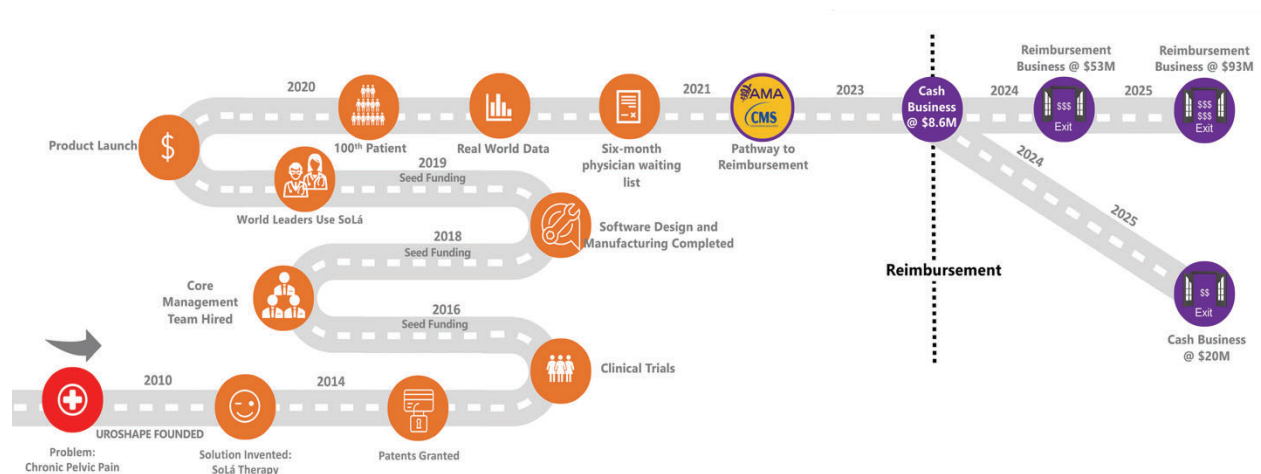 Problem:
Chronic Pelvic Pain
2010
UROSHAPE FOUNDED
Solution Invented:
SoLá Therapy
2014
Patents Granted
Clinical Trials
2016
Seed Funding
Core
Management
Team Hired
2018
Seed Funding
Software Design and
Manufacturing Completed
2019
Seed Funding
World Leaders Use SoLá
Product Launch
$
2020
100th Patient
Real World Data
Six-month
physician waiting
list
2021
AMA
CMS
Pathway to
Reimbursement
2023
Cash
Business
@ $8.6M
Reimbursement
2024
Reimbursement
Business @ $53M
$$$
Exit
2025
Reimbursement
Business @ $93M
$$$
$$$
Exit
2024
2025
$$
Exit
Cash Business
@ $20M